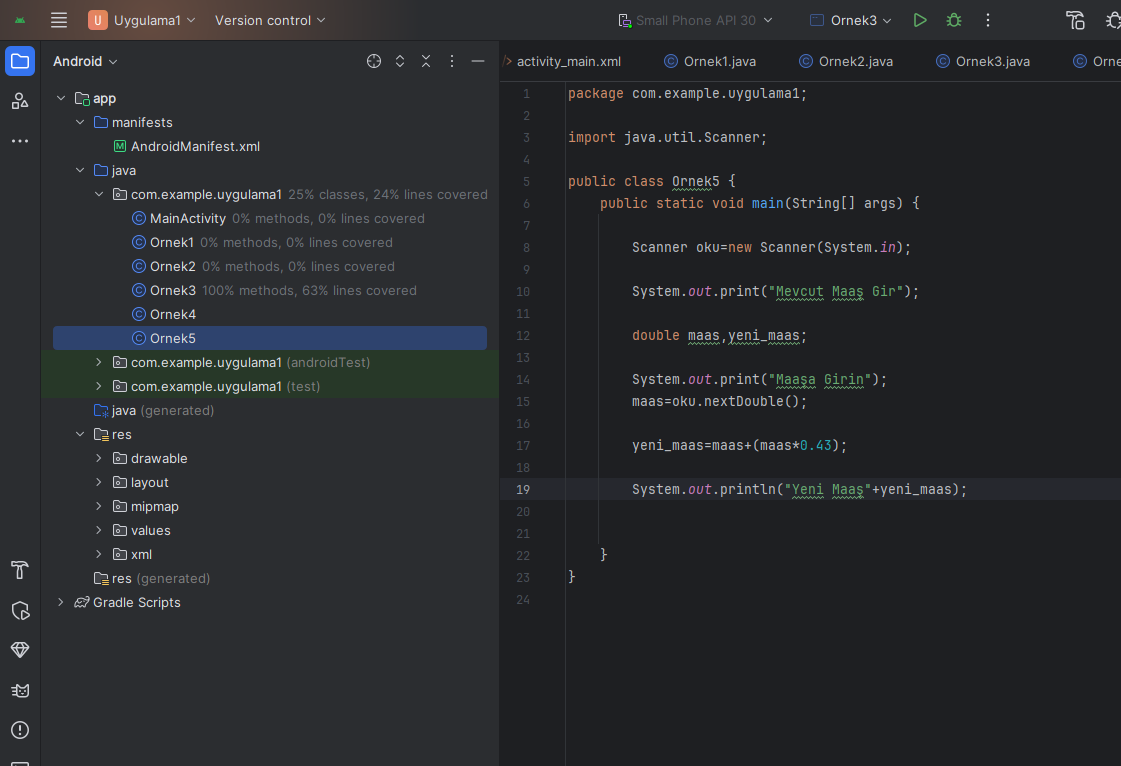 U Uygulama1 Version control Small Phone API 30 Ornek3
Android
activity_main.xml Ornek1.java Ornek2.java Ornek3.java Orne
app
manifests
AndroidManifest.xml
java
com.example.uygulama1 25% classes, 24% lines covered
MainActivity 0% methods, 0% lines covered
Ornek1 0% methods, 0% lines covered
Ornek2 0% methods, 0% lines covered
Ornek3 100% methods, 63% lines covered
Ornek4
Ornek5
com.example.uygulama1 (androidTest)
com.example.uygulama1 (test)
java (generated)
res
drawable
layout
mipmap
values
xml
res (generated)
Gradle Scripts
1 package com.example.uygulama1;
2
3 import java.util.Scanner;
4
5 public class Ornek5 {
6 public static void main(String[] args) {
7
8 Scanner oku=new Scanner(System.in);
9
10 System.out.print("Mevcut Maaş Gir");
11
12 double maas,yeni_maas;
13
14 System.out.print("Maaşa Girin");
15 maas=oku.nextDouble();
16
17 yeni_maas=maas+(maas*0.43);
18
19 System.out.println("Yeni Maaş"+yeni_maas);
20
21
22 }
23 }
24